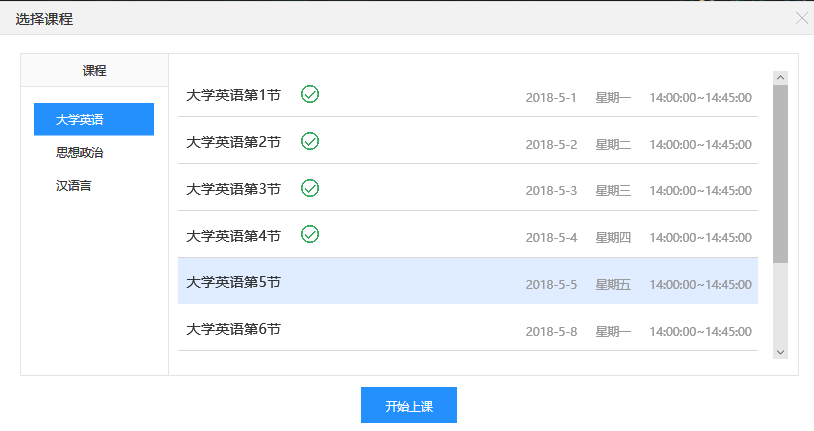 选择课程
课程
大学英语
思想政治
汉语言
大学英语第1节 2018-5-1 星期一 14:00:00~14:45:00
大学英语第2节 2018-5-2 星期二 14:00:00~14:45:00
大学英语第3节 2018-5-3 星期三 14:00:00~14:45:00
大学英语第4节 2018-5-4 星期四 14:00:00~14:45:00
大学英语第5节 2018-5-5 星期五 14:00:00~14:45:00
大学英语第6节 2018-5-8 星期一 14:00:00~14:45:00
开始上课